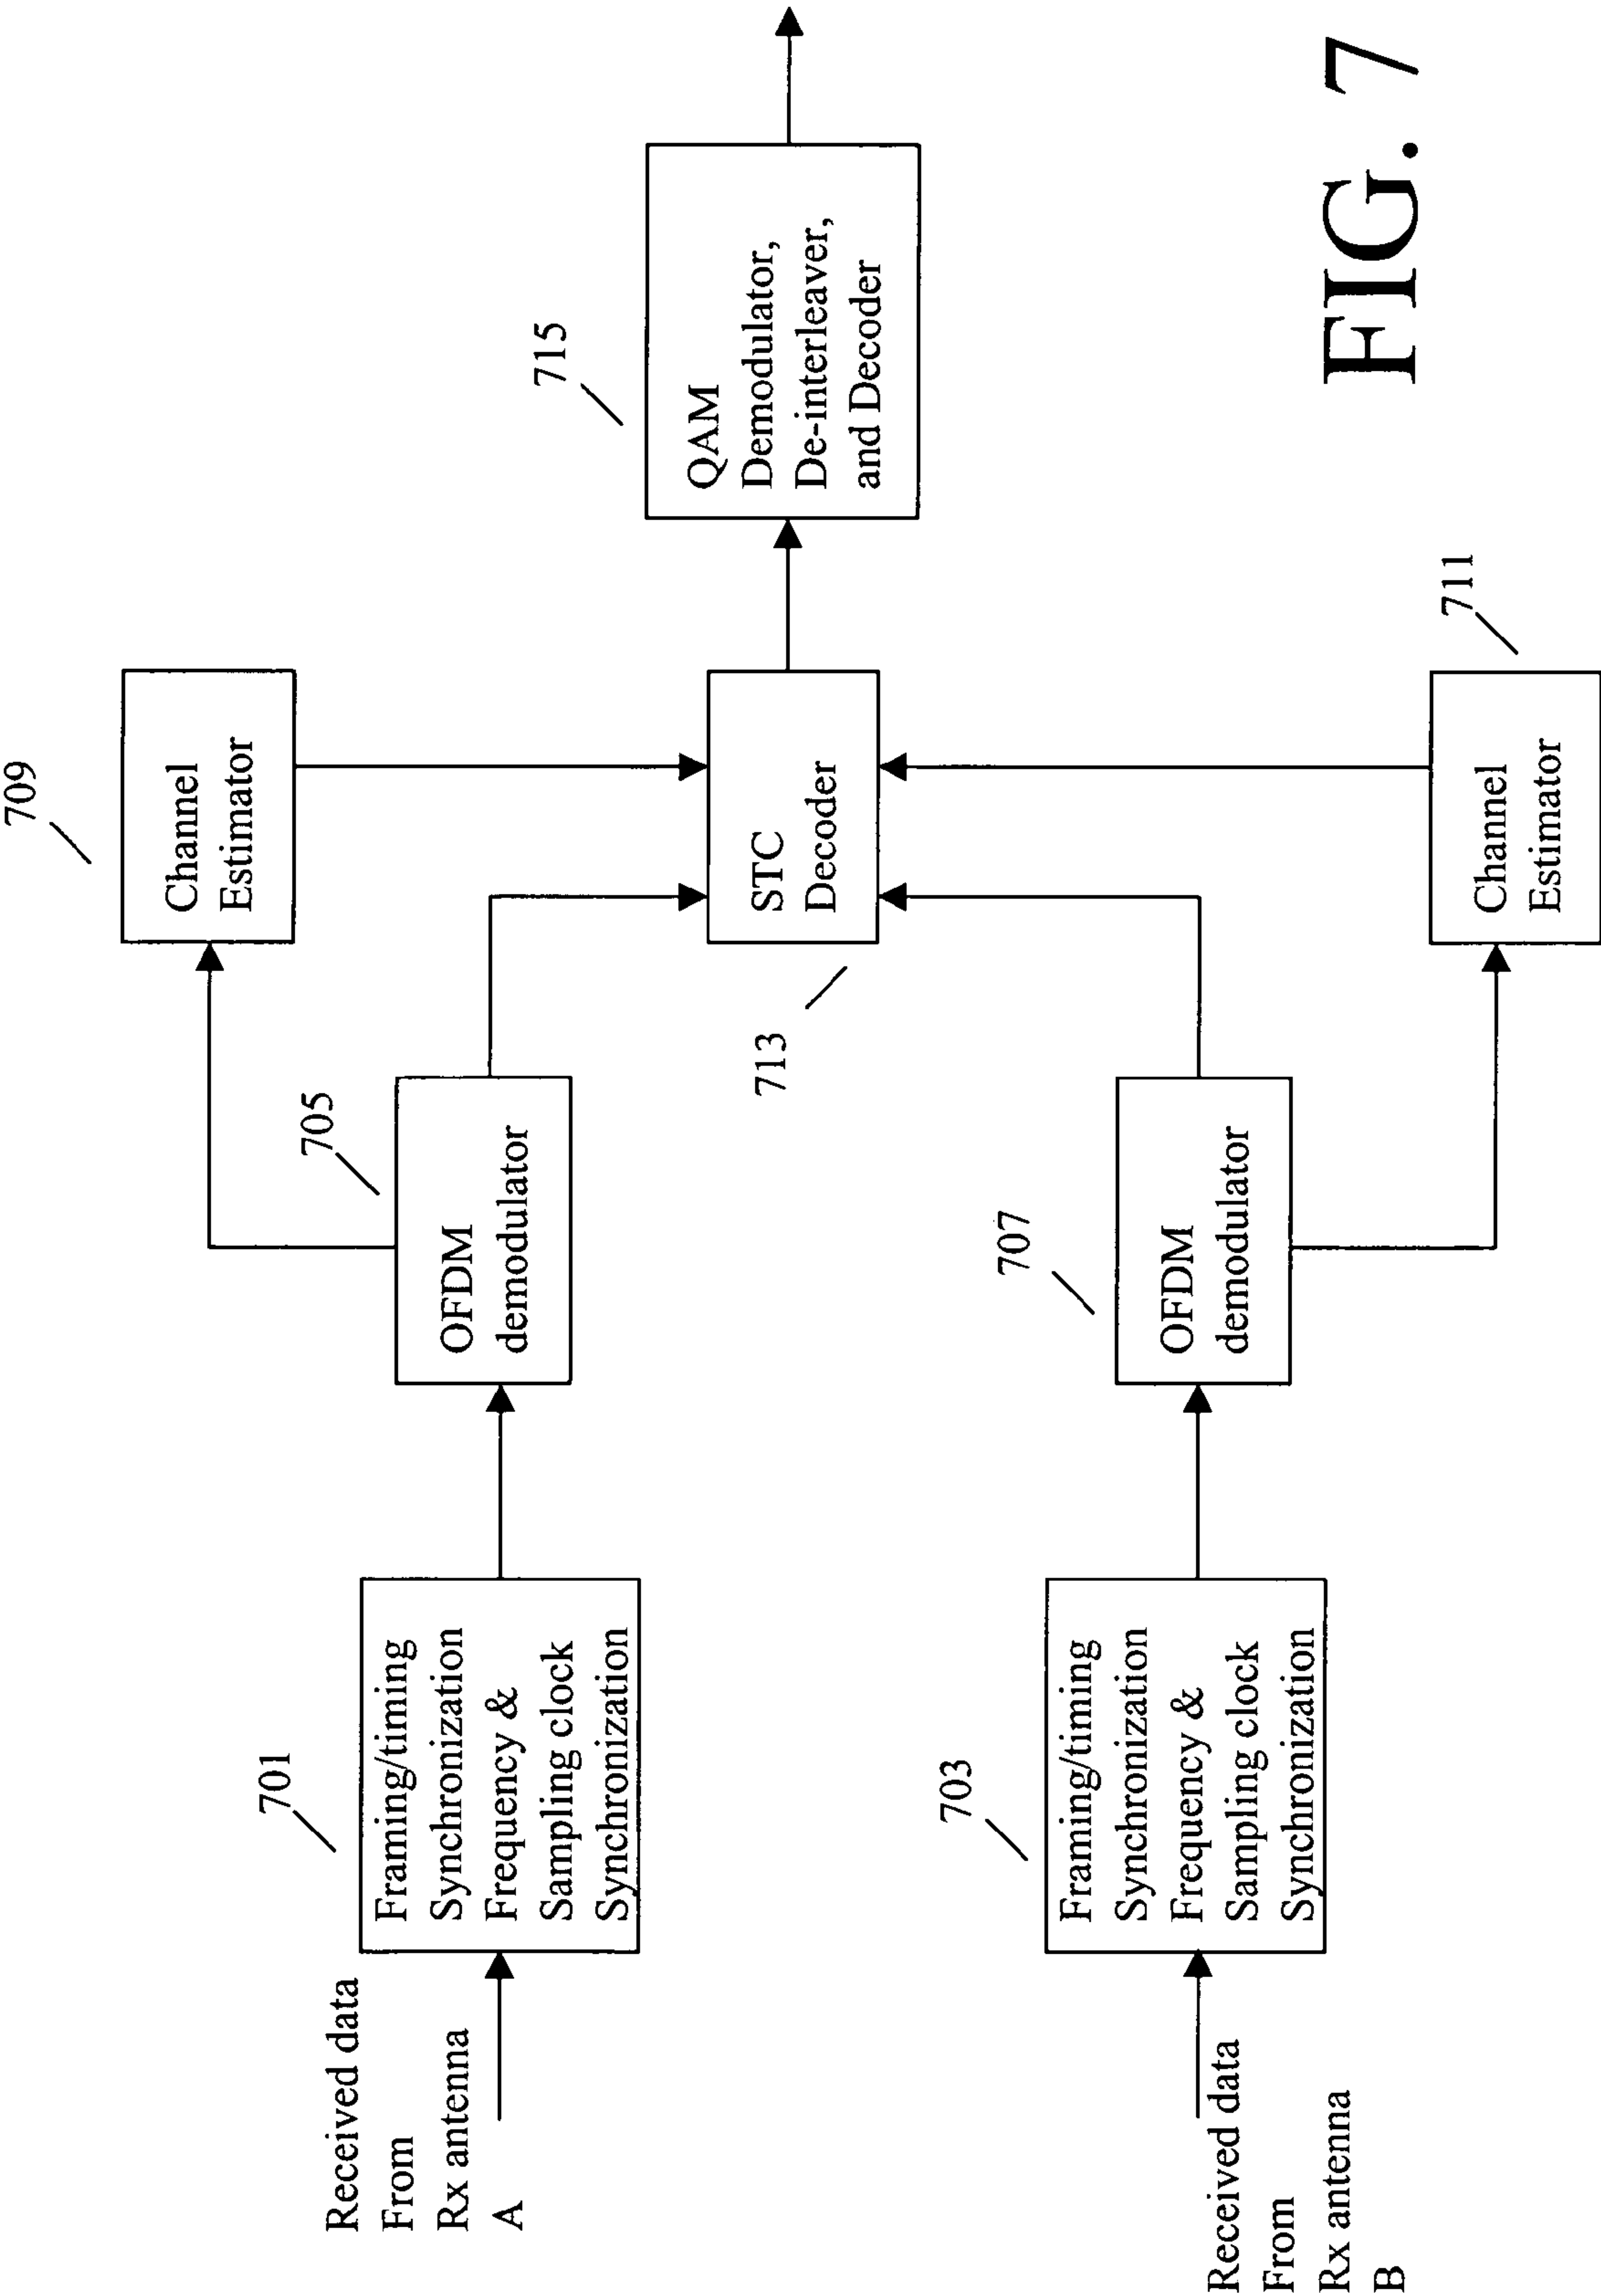 709
Channel
Estimator
705
OFDM
demodulator
701
Framing/timing
Synchronization
Frequency &
Sampling clock
Synchronization
Received data
From
Rx antenna
A
715
QAM
Demodulator,
De-interleaver,
and Decoder
STC
Decoder
713
707
OFDM
demodulator
703
Framing/timing
Synchronization
Frequency &
Sampling clock
Synchronization
Received data
From
Rx antenna
B
711
Channel
Estimator
FIG. 7